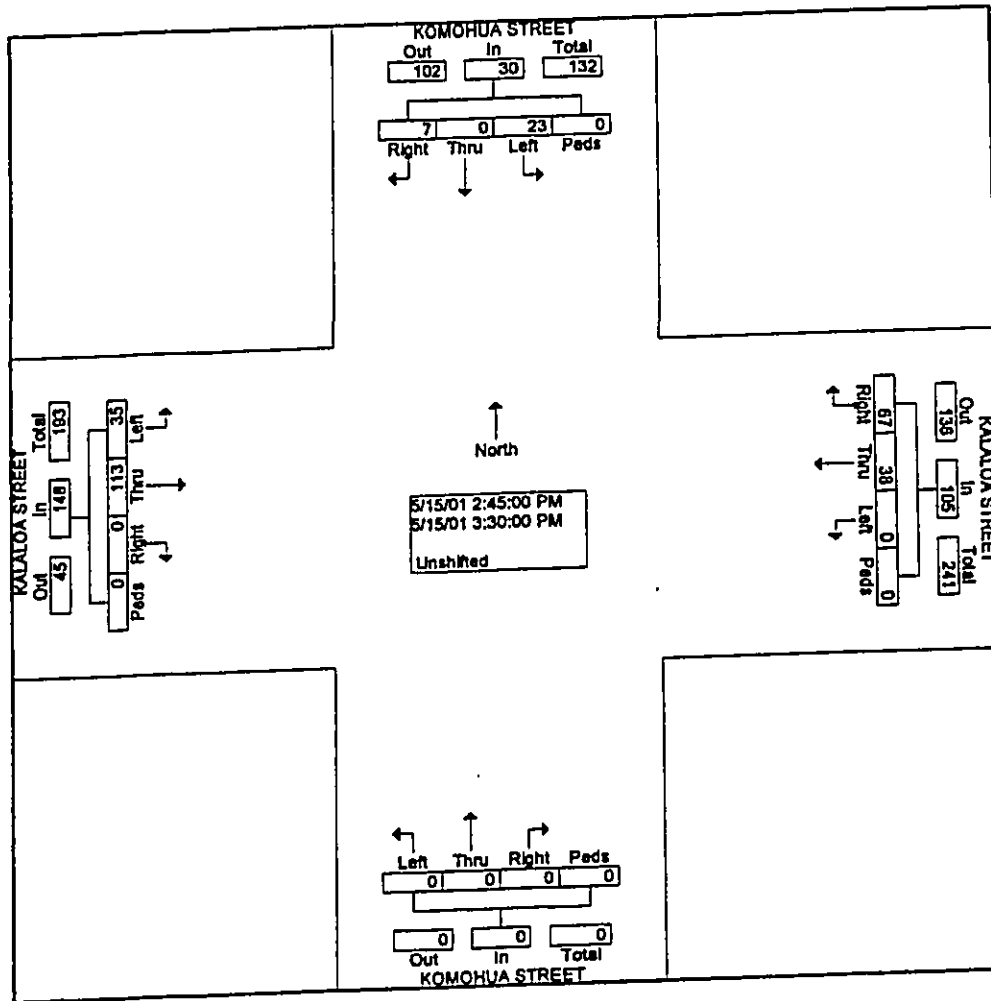 KOMOHUA STREET
Out In Total
102 30 132
7 0 23 0
Right Thru Left Peds
KALALOA STREET
Out In Total
45 148 193
0 0 113 35
Peds Right Thru Left
North
5/15/01 2:45:00 PM
5/15/01 3:30:00 PM
Unshifted
Right Thru Left Peds
67 38 0 0
Out In Total
136 105 241
KALALOA STREET
Left Thru Right Peds
0 0 0 0
0 0 0
Out In Total
KOMOHUA STREET